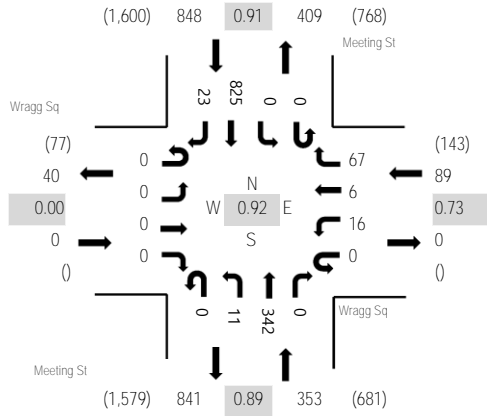 (1,600) 848 0.91 409 (768)
Meeting St
Wragg Sq
23 825 0 0
(77) (143)
0 67
40 89
0 N 6
0.00 W 0.92 E 0.73
0 S 16
0 0
0 0
() ()
0 11 342 0
Wragg Sq
Meeting St
(1,579) 841 0.89 353 (681)